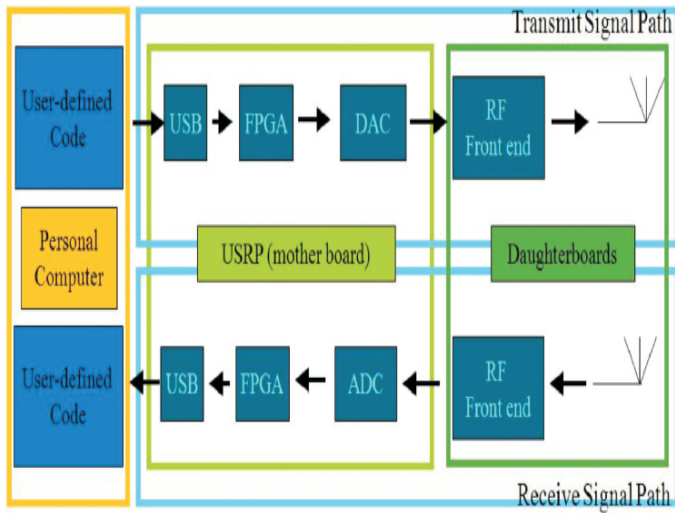 Transmit Signal Path
User-defined
Code
USB
FPGA
DAC
RF
Front end
Personal
Computer
USRP (mother board)
Daughterboards
User-defined
Code
USB
FPGA
ADC
RF
Front end
Receive Signal Path